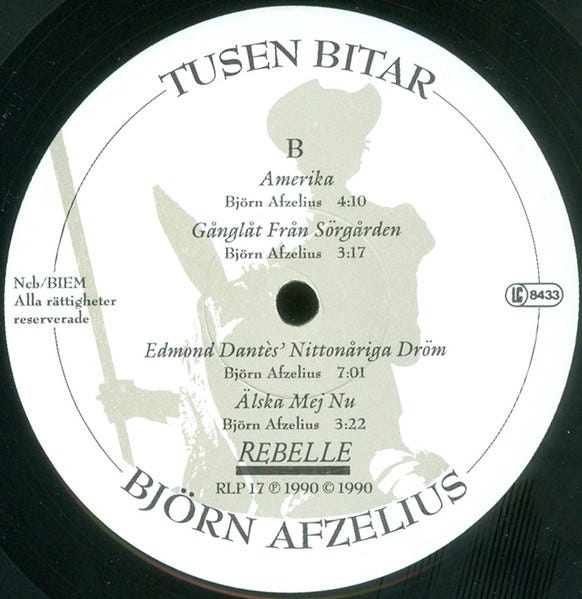 TUSEN BITAR
B
Amerika
Björn Afzelius 4:10
Gånglåt Från Sörgården
Björn Afzelius 3:17
Ncb/BIEM
Alla rättigheter
reserverade
LC 8433
Edmond Dantès' Nittonåriga Dröm
Björn Afzelius 7:01
Älska Mej Nu
Björn Afzelius 3:22
REBELLE
RLP 17 ℗ 1990 © 1990
BJÖRN AFZELIUS